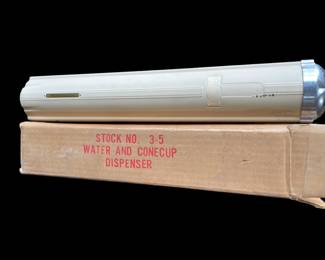 STOCK NO. 3-5
WATER AND CONECUP
DISPENSER